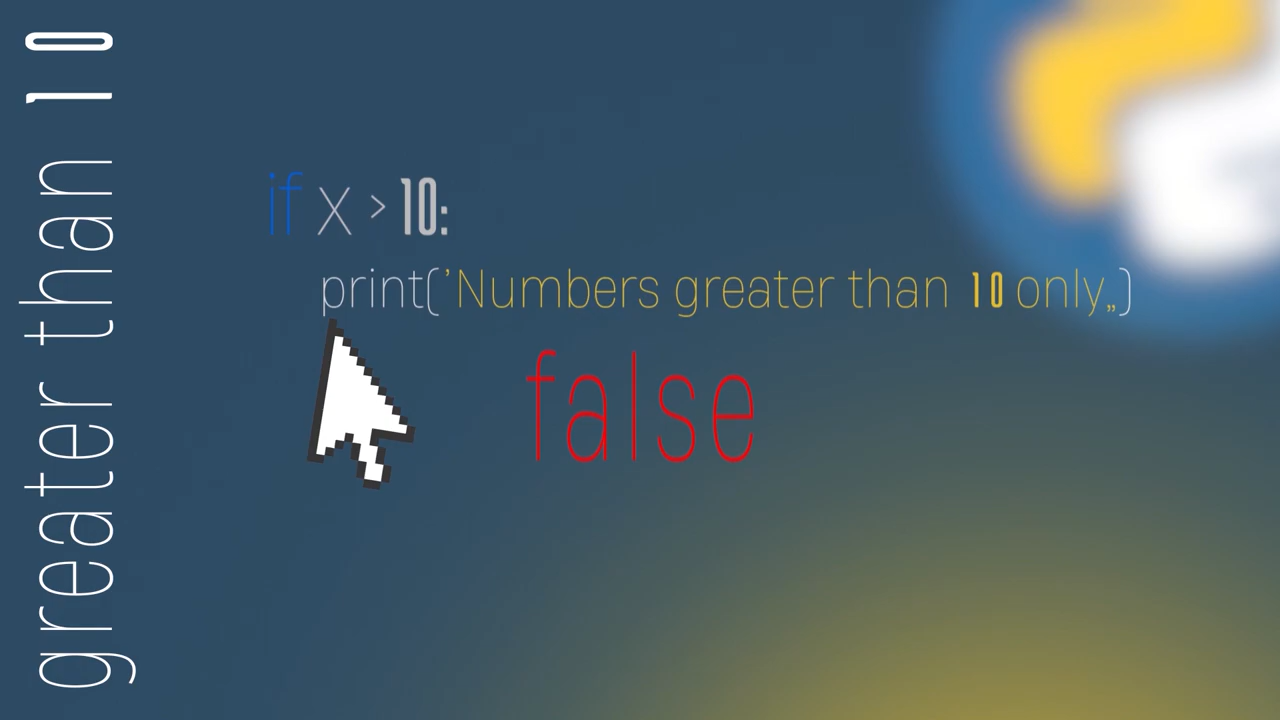 greater than 10
if x > 10:
print('Numbers greater than 10 only„)
false